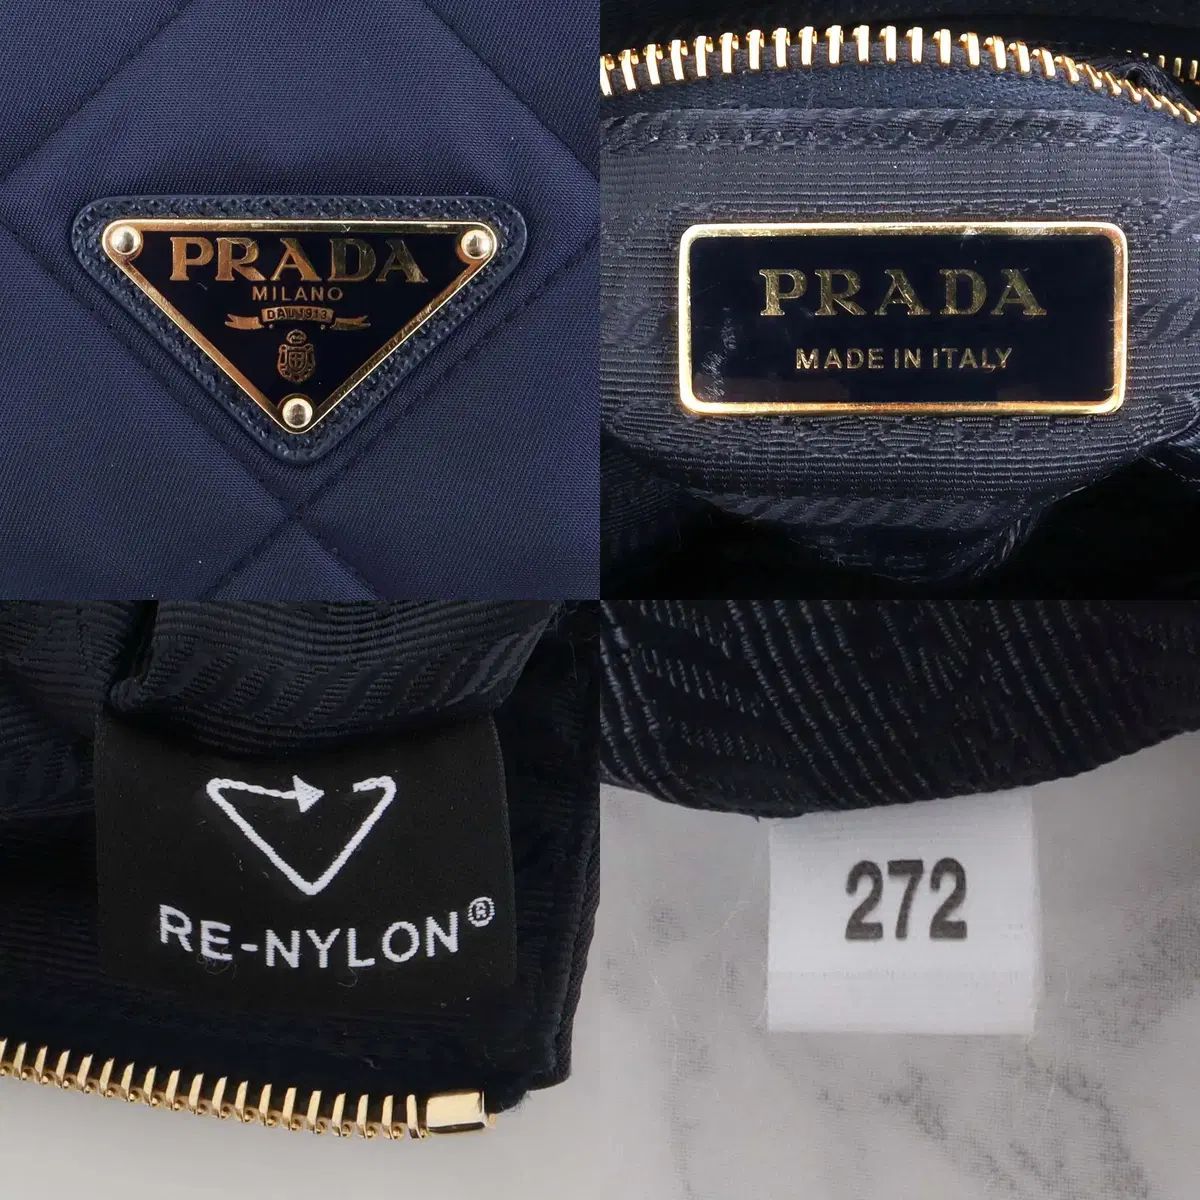 PRADA
MILANO
DAL 1913
PRADA
MADE IN ITALY
RE-NYLON®
272